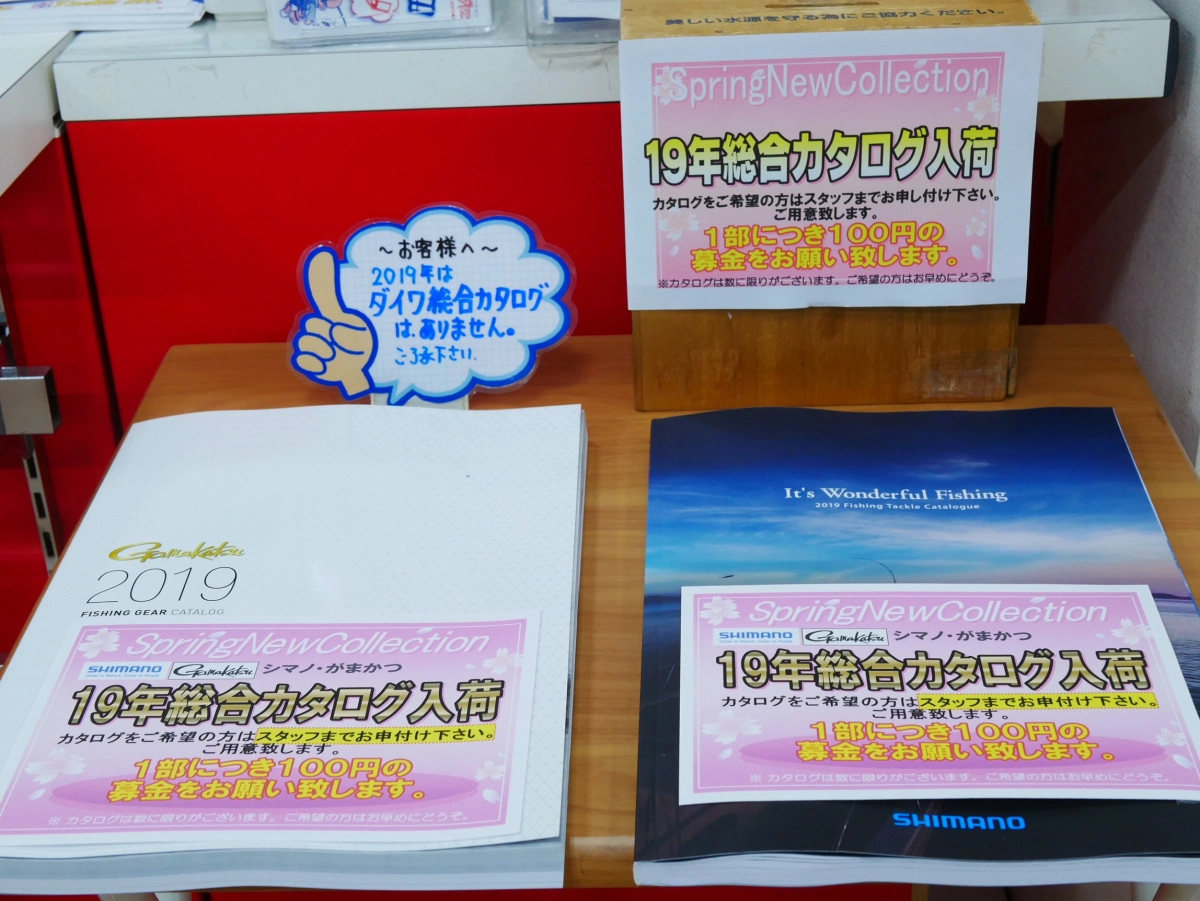 美しい水源を守る為にご協力ください。
SpringNewCollection
19年総合カタログ入荷
カタログをご希望の方はスタッフまでお申し付け下さい。
ご用意致します。
1部につき100円の
募金をお願い致します。
※カタログは数に限りがございます。ご希望の方はお早めにどうぞ。
～お客様へ～
2019年は
ダイワ総合カタログ
は、ありません。
ご了承下さい。
Gamakatsu
2019
FISHING GEAR CATALOG
SpringNewCollection
SHIMANO Gamakatsu シマノ・がまかつ
19年総合カタログ入荷
カタログをご希望の方はスタッフまでお申付け下さい。
ご用意致します。
1部につき100円の
募金をお願い致します。
※ カタログは数に限りがございます。ご希望の方はお早めにどうぞ。
It's Wonderful Fishing
2019 Fishing Tackle Catalogue
SpringNewCollection
SHIMANO Gamakatsu シマノ・がまかつ
19年総合カタログ入荷
カタログをご希望の方はスタッフまでお申付け下さい。
ご用意致します。
1部につき100円の
募金をお願い致します。
※ カタログは数に限りがございます。ご希望の方はお早めにどうぞ。
SHIMANO